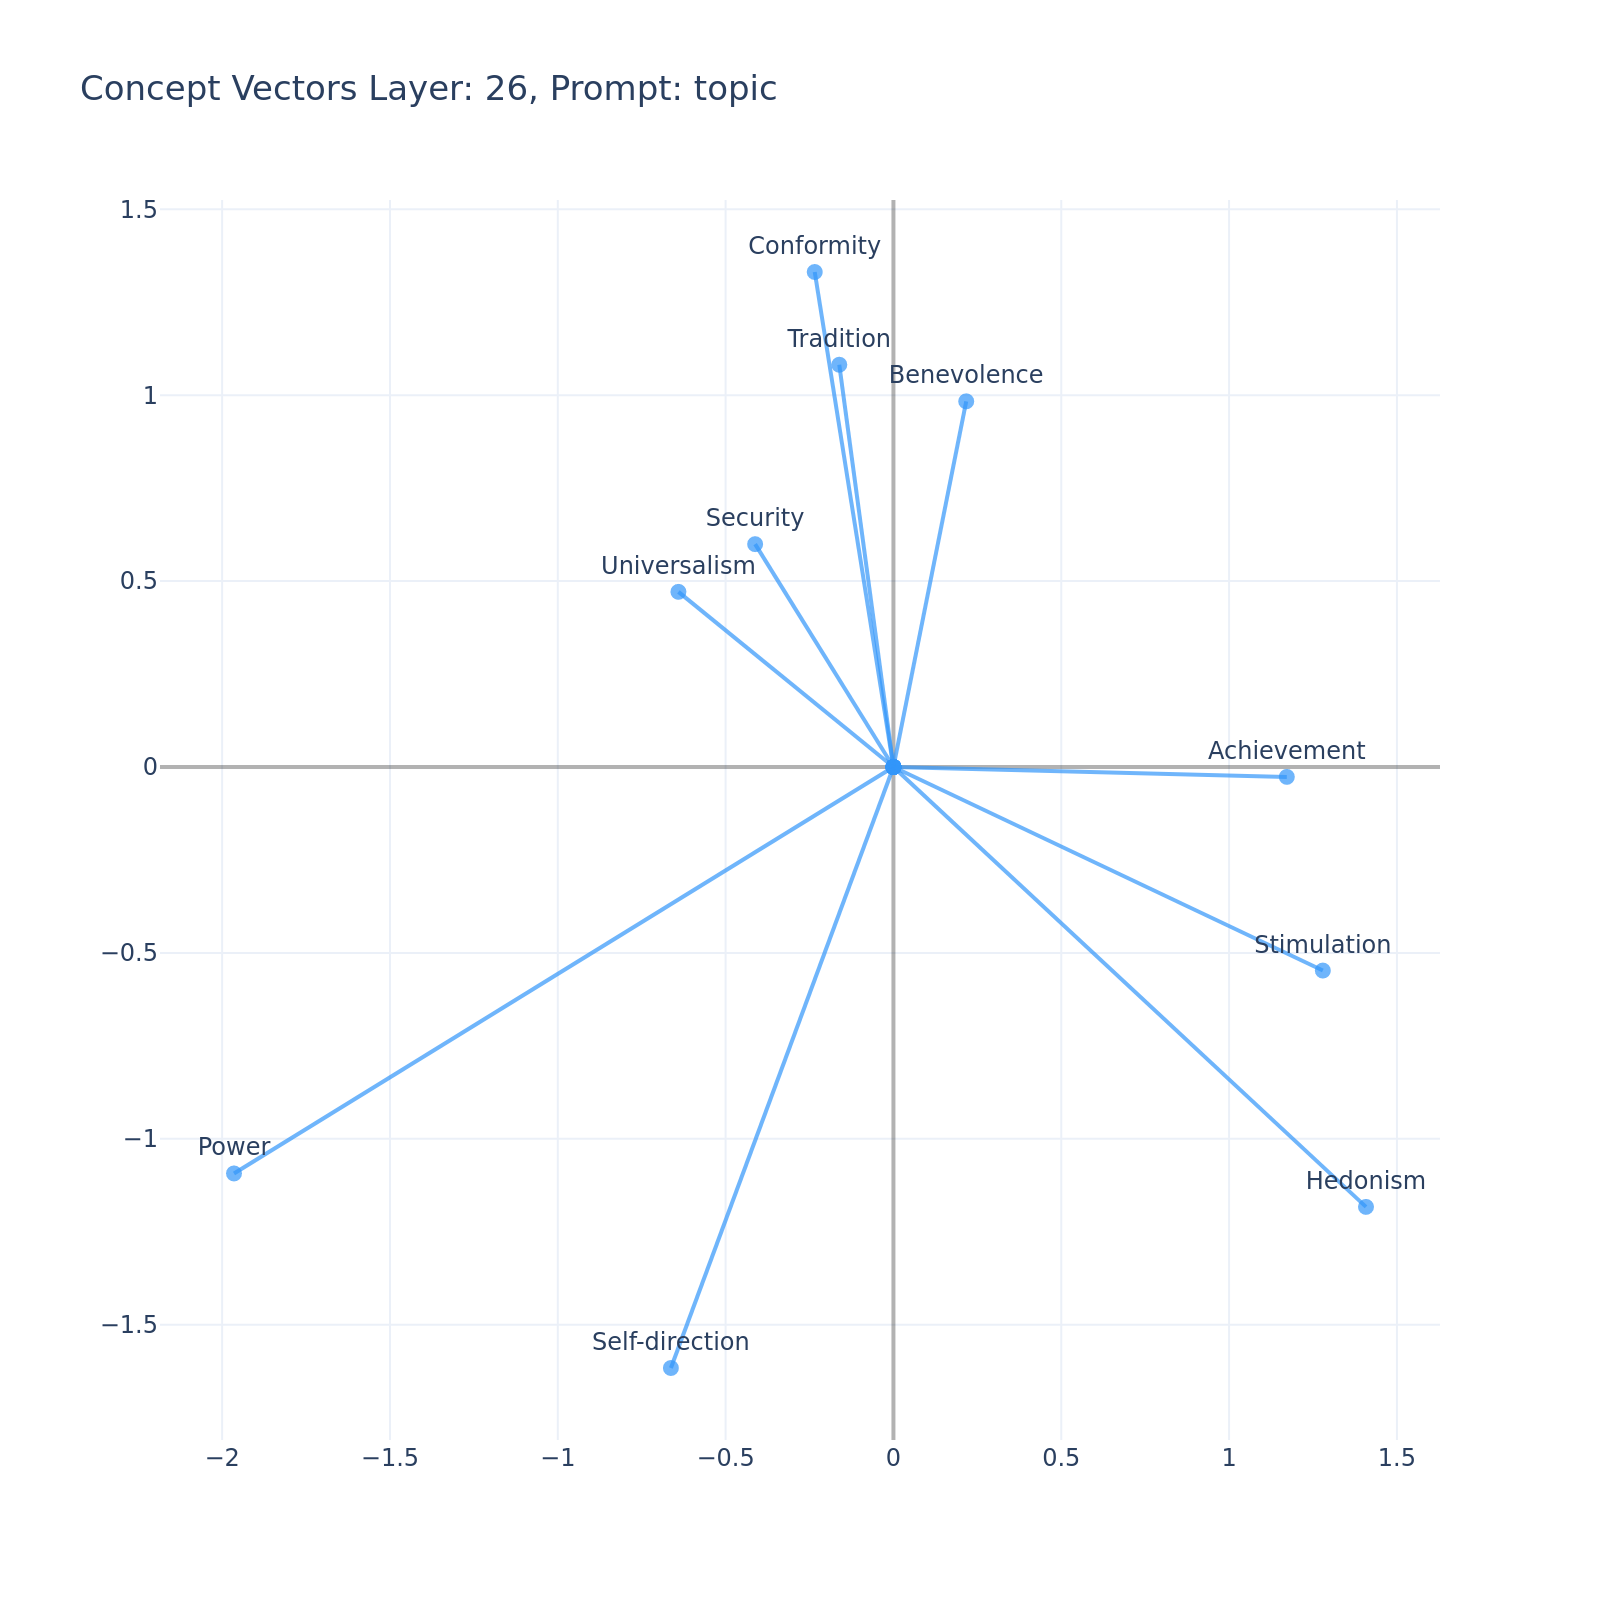 Concept Vectors Layer: 26, Prompt: topic
1.5
Conformity
Tradition
Benevolence
1
Security
Universalism
0.5
Achievement
0
Stimulation
−0.5
Power
−1
Hedonism
−1.5
Self-direction
−2
−1.5
−1
−0.5
0
0.5
1
1.5